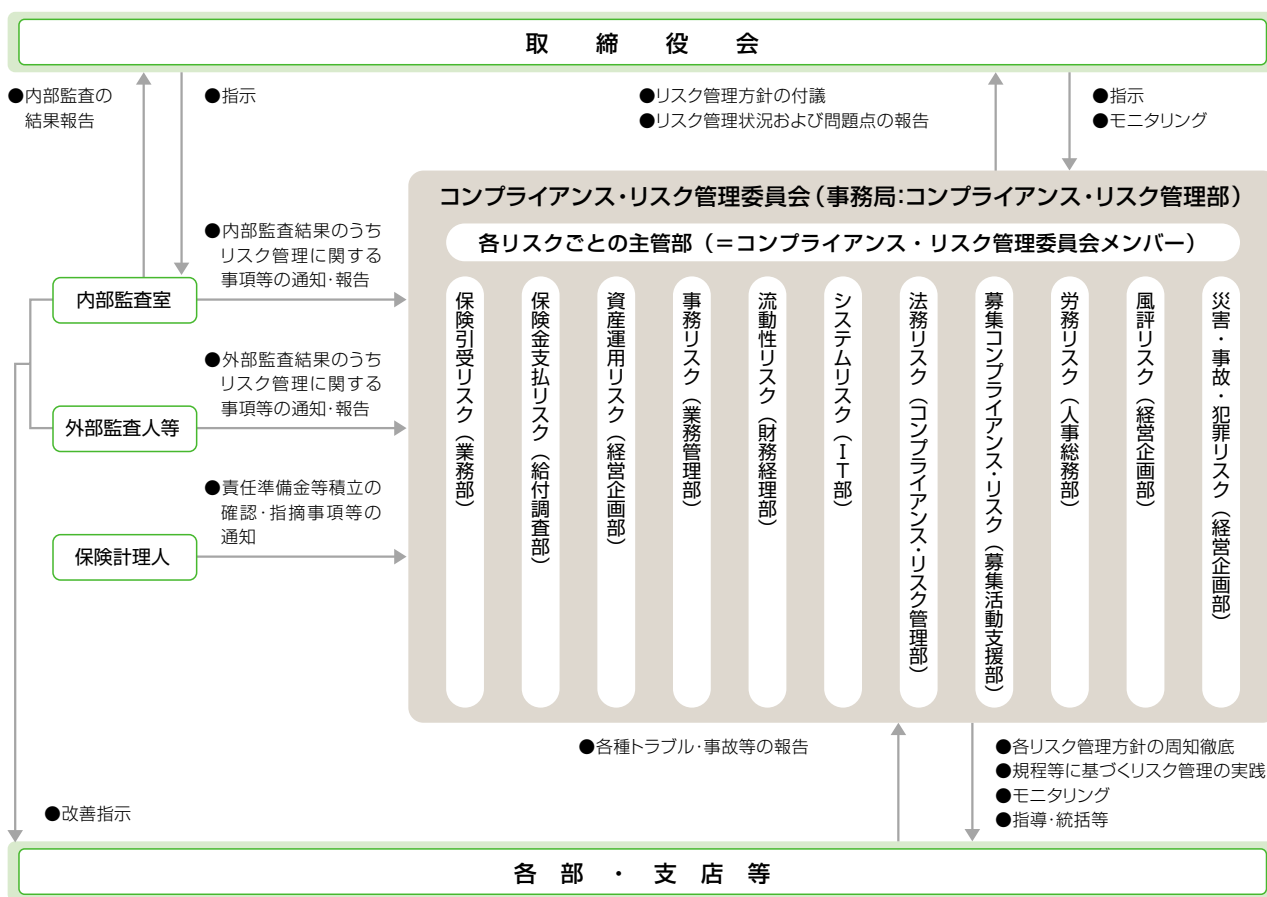 取締役会
●内部監査の
結果報告
●指示
●リスク管理方針の付議
●リスク管理状況および問題点の報告
●指示
●モニタリング
コンプライアンス・リスク管理委員会（事務局：コンプライアンス・リスク管理部）
各リスクごとの主管部（＝コンプライアンス・リスク管理委員会メンバー）
保険引受リスク（業務部）
保険金支払リスク（給付調査部）
資産運用リスク（経営企画部）
事務リスク（業務管理部）
流動性リスク（財務経理部）
システムリスク（IT部）
法務リスク（コンプライアンス・リスク管理部）
募集コンプライアンス・リスク（募集活動支援部）
労務リスク（人事総務部）
風評リスク（経営企画部）
災害・事故・犯罪リスク（経営企画部）
内部監査室
●内部監査結果のうち
リスク管理に関する
事項等の通知・報告
外部監査人等
●外部監査結果のうち
リスク管理に関する
事項等の通知・報告
保険計理人
●責任準備金等積立の
確認・指摘事項等の
通知
●各種トラブル・事故等の報告
●各リスク管理方針の周知徹底
●規程等に基づくリスク管理の実践
●モニタリング
●指導・統括等
●改善指示
各部・支店等